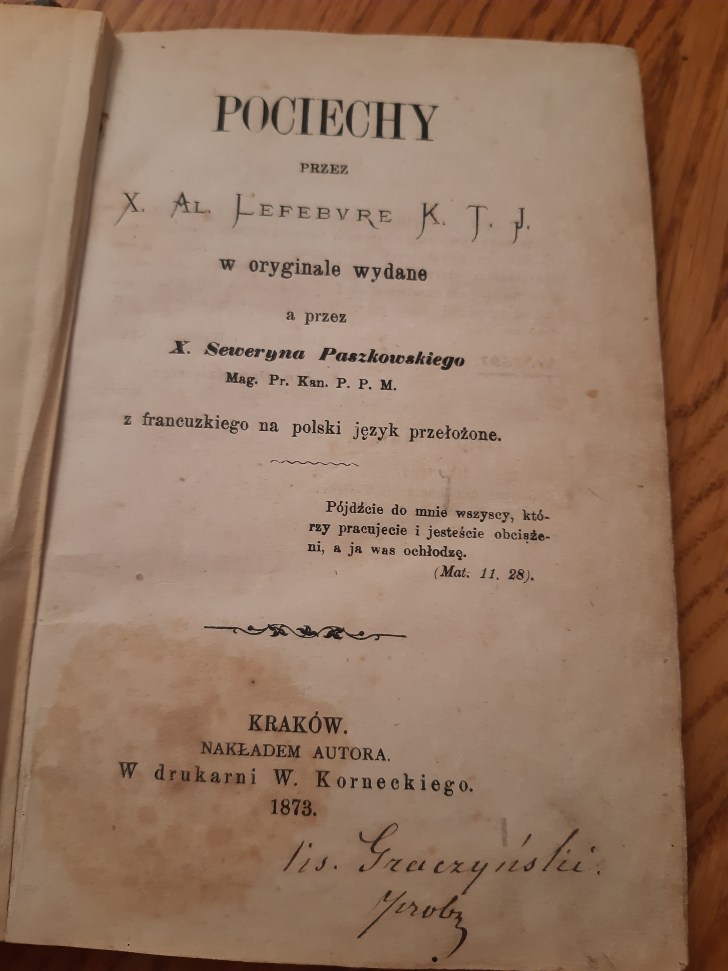 POCIECHY
PRZEZ
X. AL. LEFEBVRE K. T. J.
w oryginale wydane
a przez
X. Seweryna Paszkowskiego
Mag. Pr. Kan. P. P. M.
z francuzkiego na polski język przełożone.
Pójdźcie do mnie wszyscy, któ-
rzy pracujecie i jesteście obciąże-
ni, a ja was ochłodzę.
(Mat. 11. 28).
KRAKÓW.
NAKŁADEM AUTORA.
W drukarni W. Korneckiego.
1873.
Graczyński.